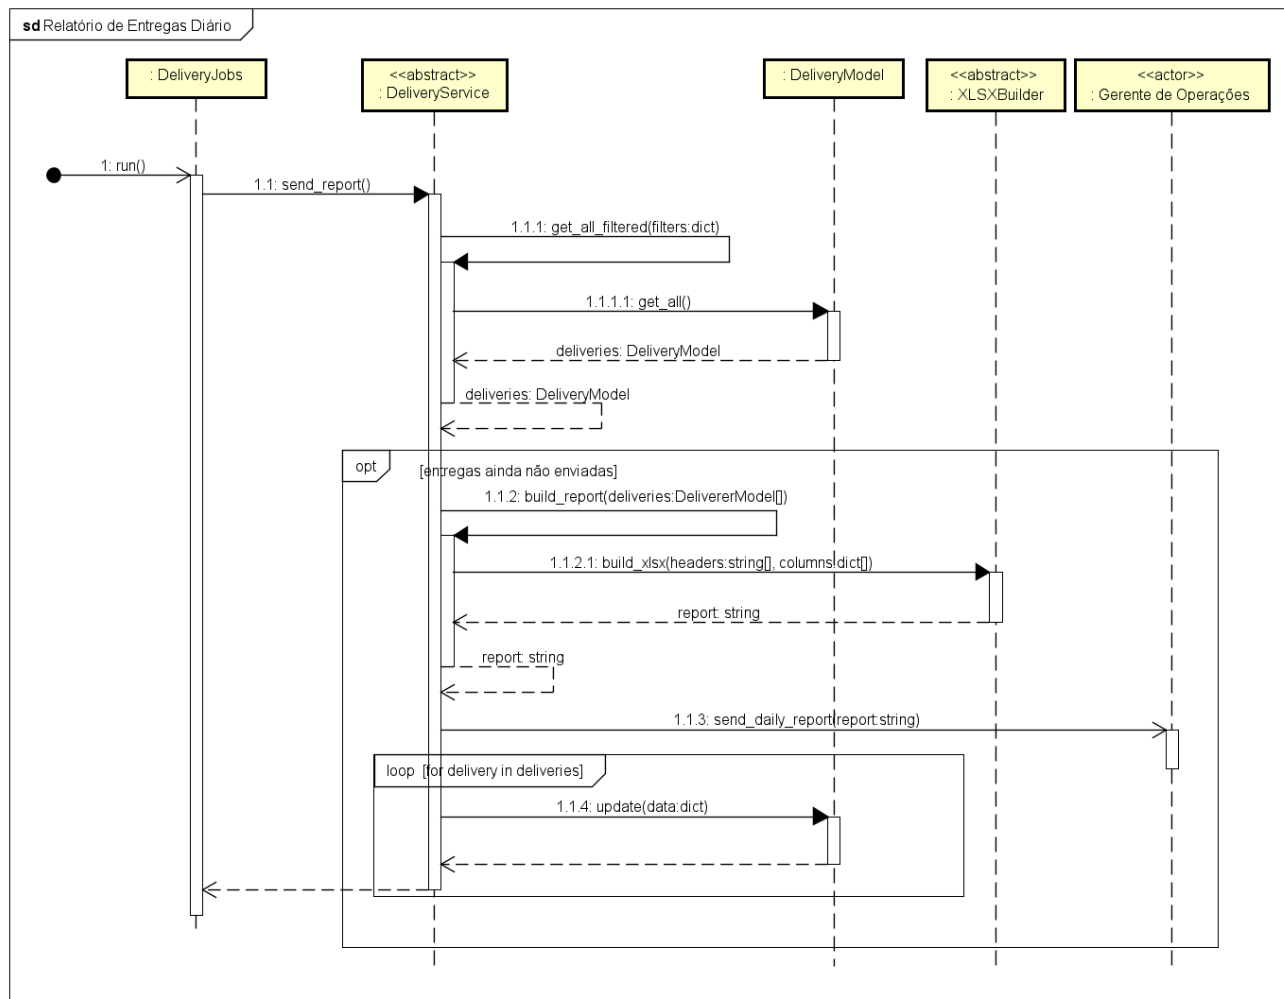 sd Relatório de Entregas Diário
: DeliveryJobs
<<abstract>>
: DeliveryService
: DeliveryModel
<<abstract>>
: XLSXBuilder
<<actor>>
: Gerente de Operações
1: run()
1.1: send_report()
1.1.1: get_all_filtered(filters:dict)
1.1.1.1: get_all()
deliveries: DeliveryModel
deliveries: DeliveryModel
opt
[entregas ainda não enviadas]
1.1.2: build_report(deliveries:DelivererModel[])
1.1.2.1: build_xlsx(headers:string[], columns:dict[])
report: string
report: string
1.1.3: send_daily_report(report:string)
loop [for delivery in deliveries]
1.1.4: update(data:dict)